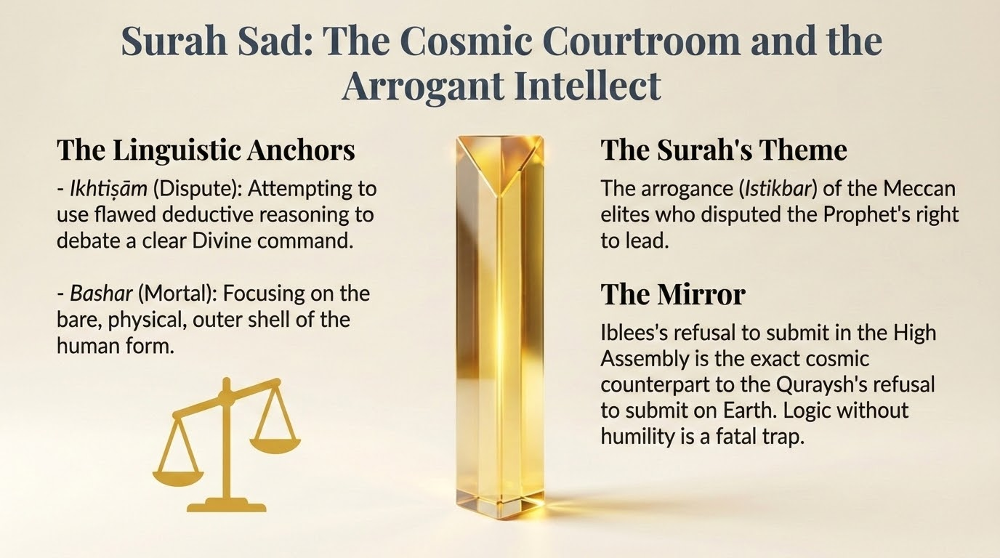 Surah Sad: The Cosmic Courtroom and the
Arrogant Intellect
The Linguistic Anchors
- Ikhtiṣām (Dispute): Attempting to
use flawed deductive reasoning to
debate a clear Divine command.
- Bashar (Mortal): Focusing on the
bare, physical, outer shell of the
human form.
The Surah's Theme
The arrogance (Istikbar) of the Meccan
elites who disputed the Prophet's right
to lead.
The Mirror
Iblees's refusal to submit in the High
Assembly is the exact cosmic
counterpart to the Quraysh's refusal
to submit on Earth. Logic without
humility is a fatal trap.